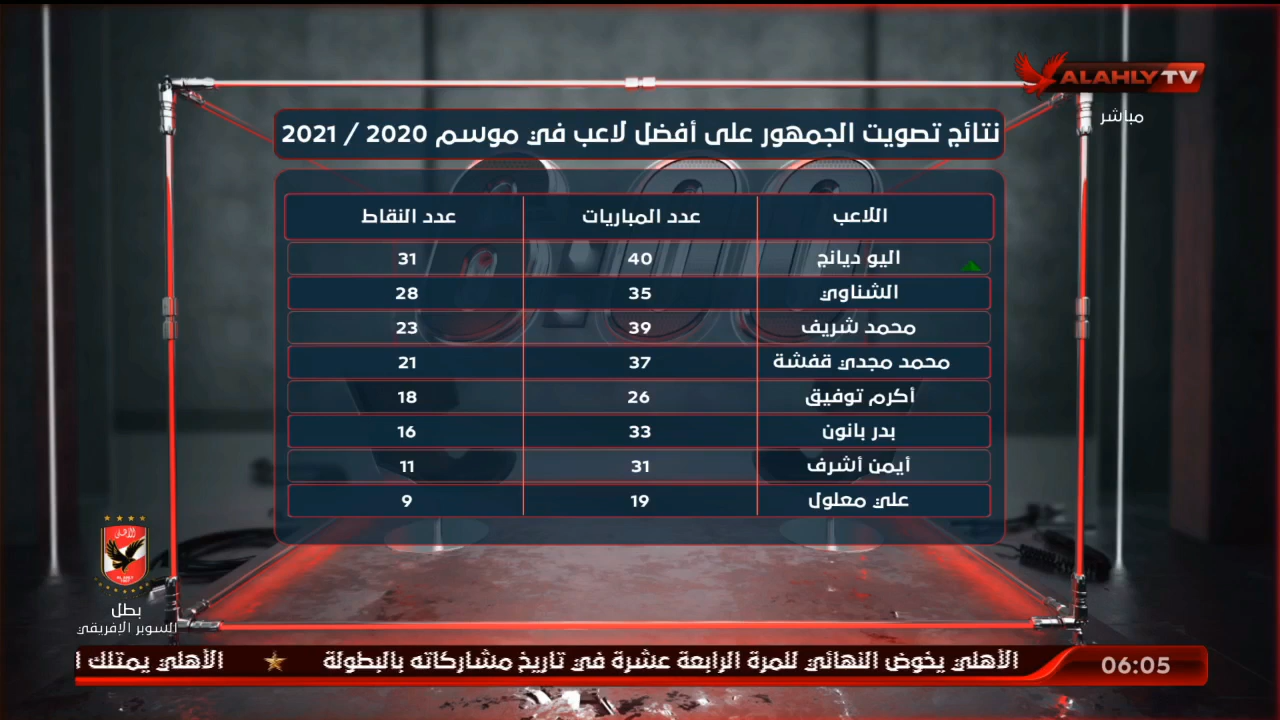 ALAHLY TV
مباشر
نتائج تصويت الجمهور على أفضل لاعب في موسم 2020 / 2021
اللاعب عدد المباريات عدد النقاط
اليو ديانج 40 31
الشناوي 35 28
محمد شريف 39 23
محمد مجدي قفشة 37 21
أكرم توفيق 26 18
بدر بانون 33 16
أيمن أشرف 31 11
علي معلول 19 9
بطل
السوبر الإفريقي
06:05 الأهلي يخوض النهائي للمرة الرابعة عشرة في تاريخ مشاركاته بالبطولة الأهلي يمتلك